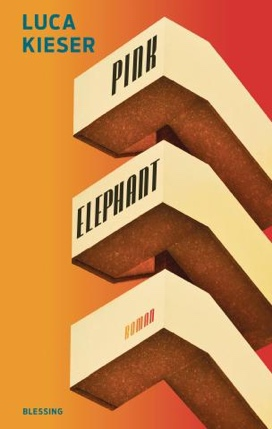 LUCA
KIESER
PINK
ELEPHANT
ROMAN
BLESSING